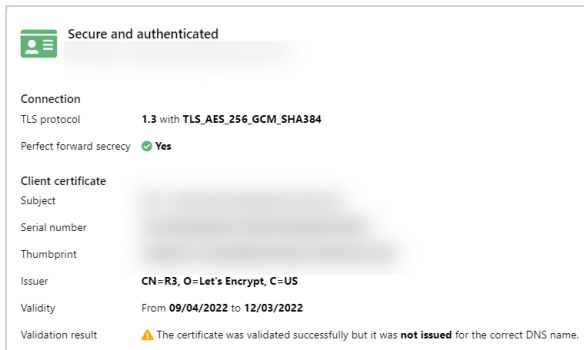 Secure and authenticated
Connection
TLS protocol 1.3 with TLS_AES_256_GCM_SHA384
Perfect forward secrecy Yes
Client certificate
Subject
Serial number
Thumbprint
Issuer CN=R3, O=Let's Encrypt, C=US
Validity From 09/04/2022 to 12/03/2022
Validation result The certificate was validated successfully but it was not issued for the correct DNS name.